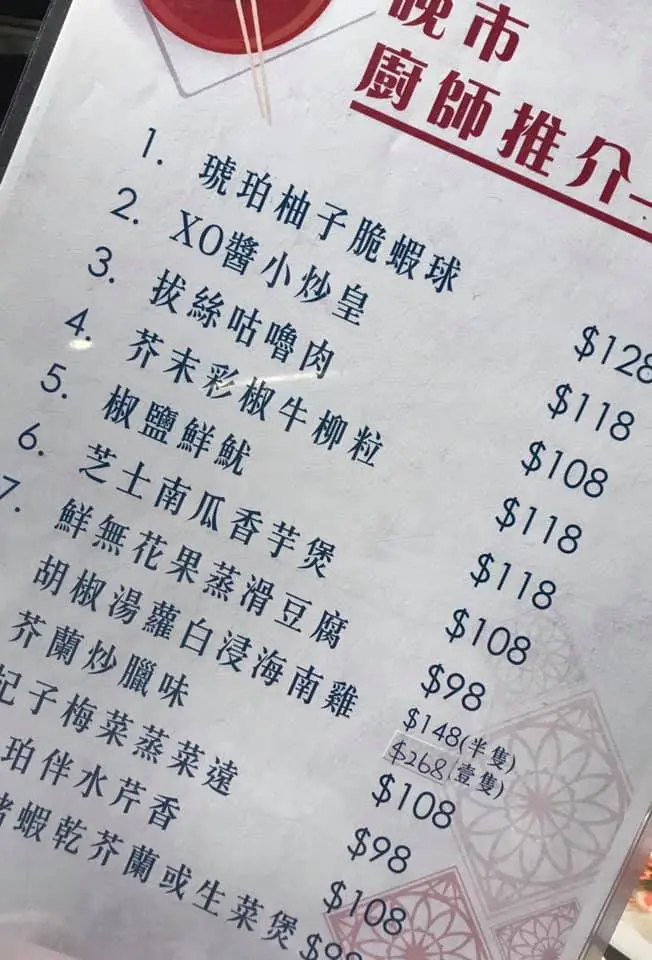 晚市
廚師推介
1. 琥珀柚子脆蝦球 $128
2. XO醬小炒皇 $118
3. 拔絲咕嚕肉 $108
4. 芥末彩椒牛柳粒 $118
5. 椒鹽鮮魷 $118
6. 芝士南瓜香芋煲 $108
7. 鮮無花果蒸滑豆腐 $98
胡椒湯蘿白浸海南雞 $148(半隻)
$268(壹隻)
芥蘭炒臘味 $108
杞子梅菜蒸菜遠 $98
珀伴水芹香 $108
蝦乾芥蘭或生菜煲 $98